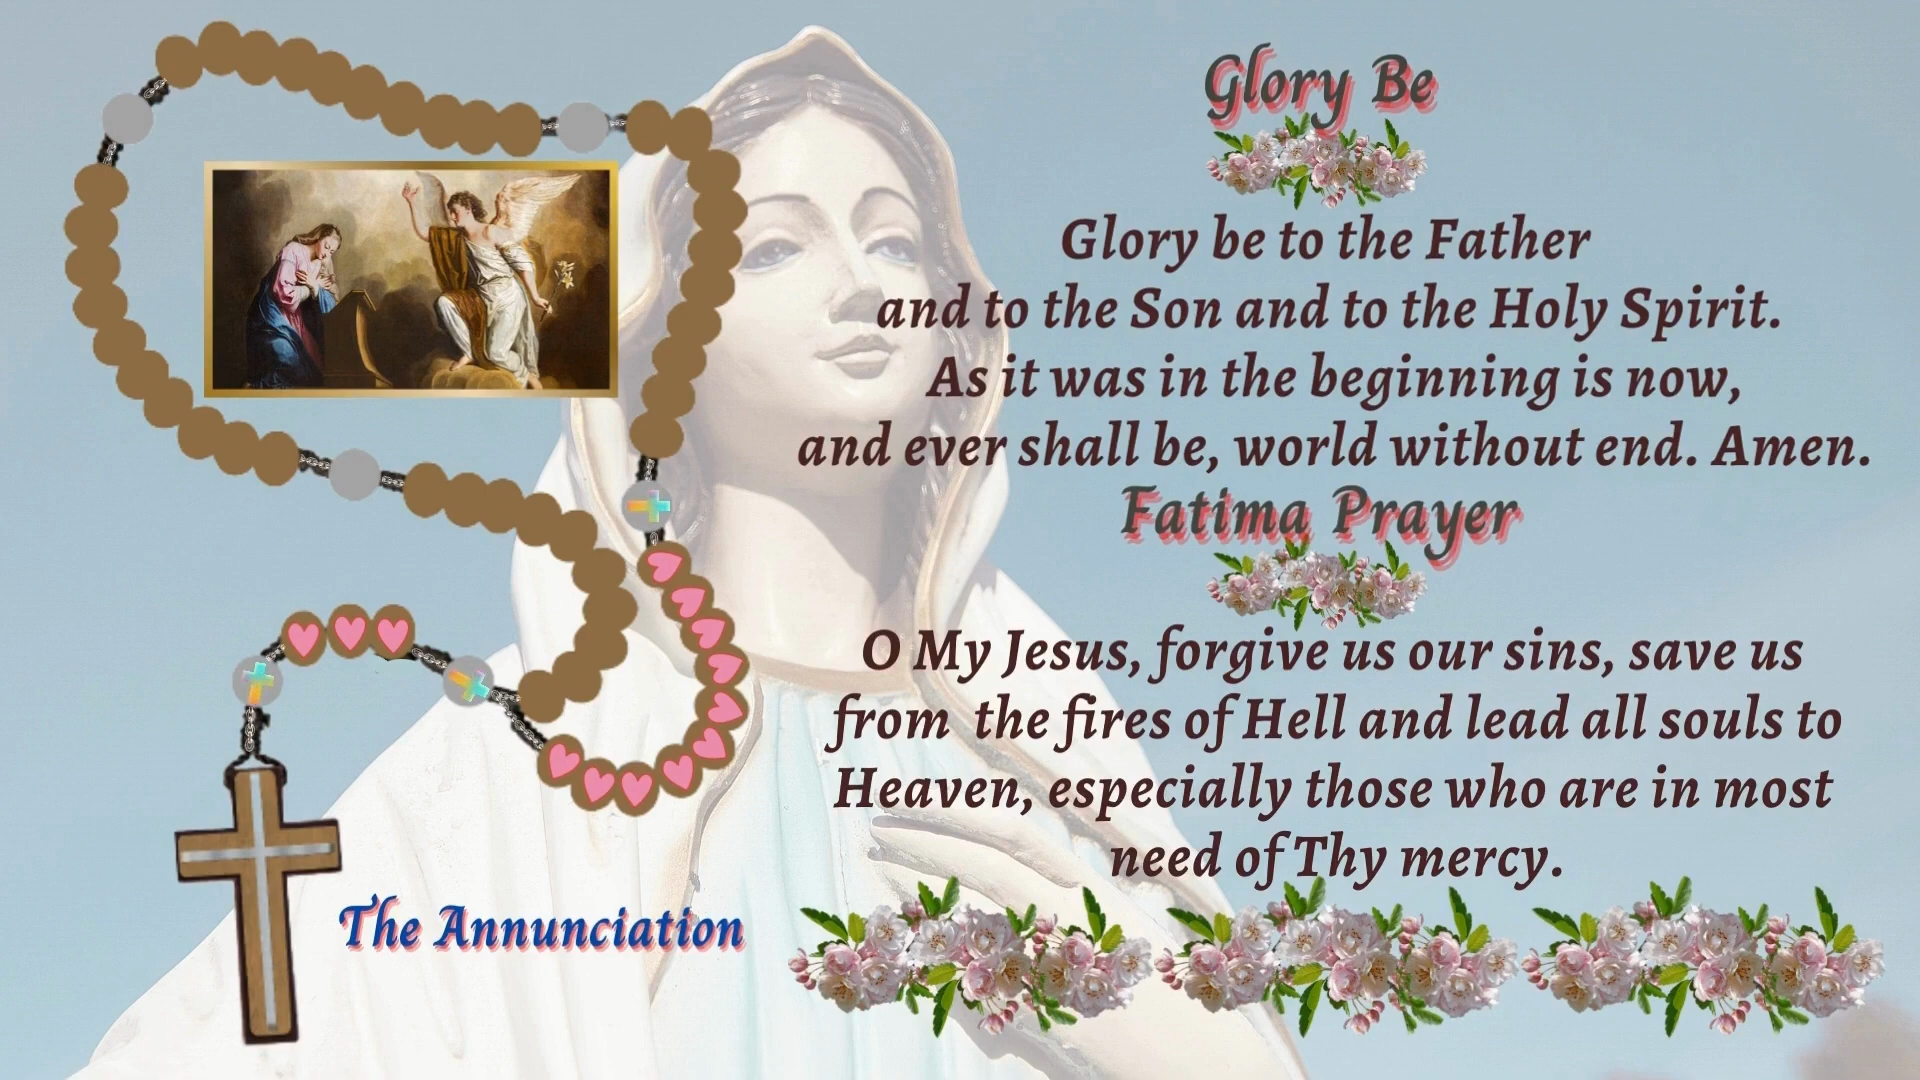 Glory Be
Glory be to the Father
and to the Son and to the Holy Spirit.
As it was in the beginning is now,
and ever shall be, world without end. Amen.
Fatima Prayer
O My Jesus, forgive us our sins, save us
from the fires of Hell and lead all souls to
Heaven, especially those who are in most
need of Thy mercy.
The Annunciation